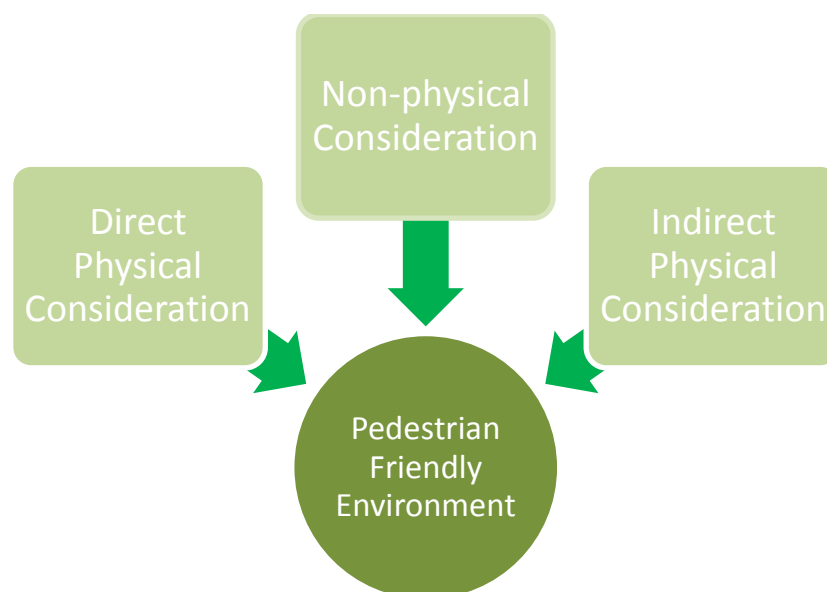 Non-physical
Consideration
Direct
Physical
Consideration
Indirect
Physical
Consideration
Pedestrian
Friendly
Environment